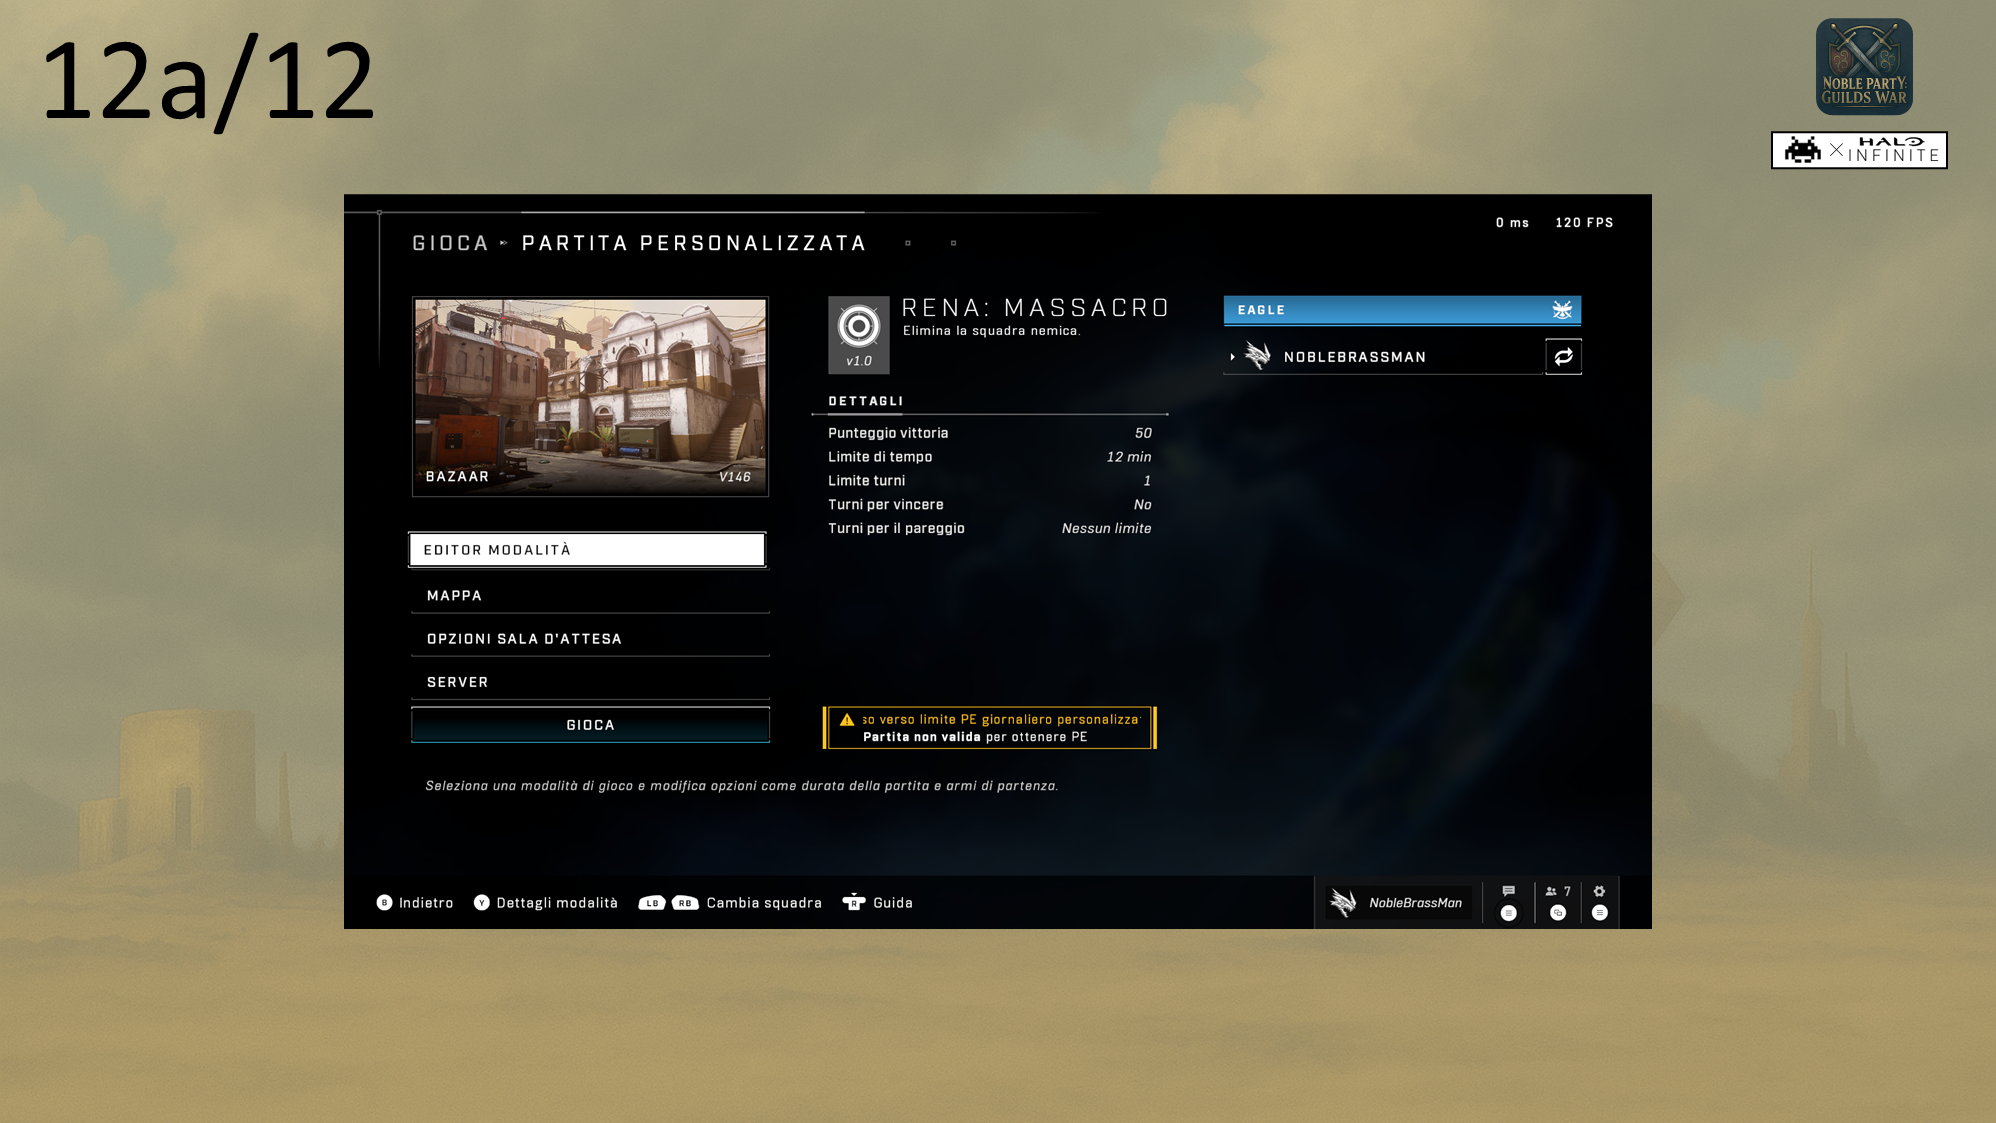 12a/12
NOBLE PARTY:
GUILDS WAR
HALO
INFINITE
0 ms 120 FPS
GIOCA PARTITA PERSONALIZZATA
BAZAAR V146
EDITOR MODALITÀ
MAPPA
OPZIONI SALA D'ATTESA
SERVER
GIOCA
RENA: MASSACRO
Elimina la squadra nemica.
v1.0
DETTAGLI
Punteggio vittoria 50
Limite di tempo 12 min
Limite turni 1
Turni per vincere No
Turni per il pareggio Nessun limite
so verso limite PE giornaliero personalizza
Partita non valida per ottenere PE
EAGLE
NOBLEBRASSMAN
Seleziona una modalità di gioco e modifica opzioni come durata della partita e armi di partenza.
B Indietro Y Dettagli modalità LB RB Cambia squadra R Guida
NobleBrassMan 7